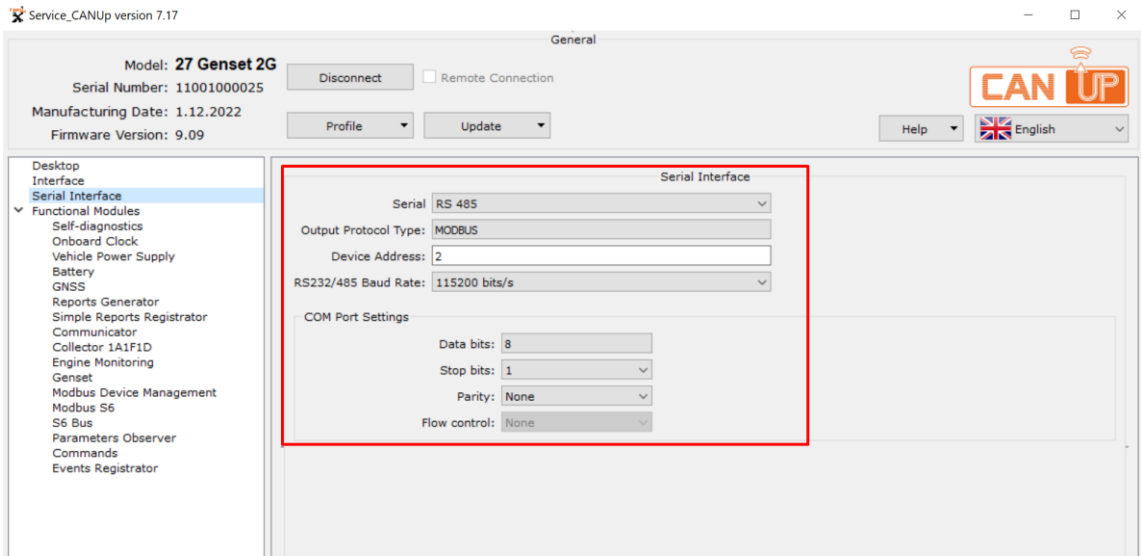 Service_CANUp version 7.17
General
Model: 27 Genset 2G
Serial Number: 11001000025
Manufacturing Date: 1.12.2022
Firmware Version: 9.09
Disconnect
Remote Connection
Profile
Update
CAN UP
Help
English
Desktop
Interface
Serial Interface
Functional Modules
Self-diagnostics
Onboard Clock
Vehicle Power Supply
Battery
GNSS
Reports Generator
Simple Reports Registrator
Communicator
Collector 1A1F1D
Engine Monitoring
Genset
Modbus Device Management
Modbus S6
S6 Bus
Parameters Observer
Commands
Events Registrator
Serial Interface
Serial RS 485
Output Protocol Type: MODBUS
Device Address: 2
RS232/485 Baud Rate: 115200 bits/s
COM Port Settings
Data bits: 8
Stop bits: 1
Parity: None
Flow control: None